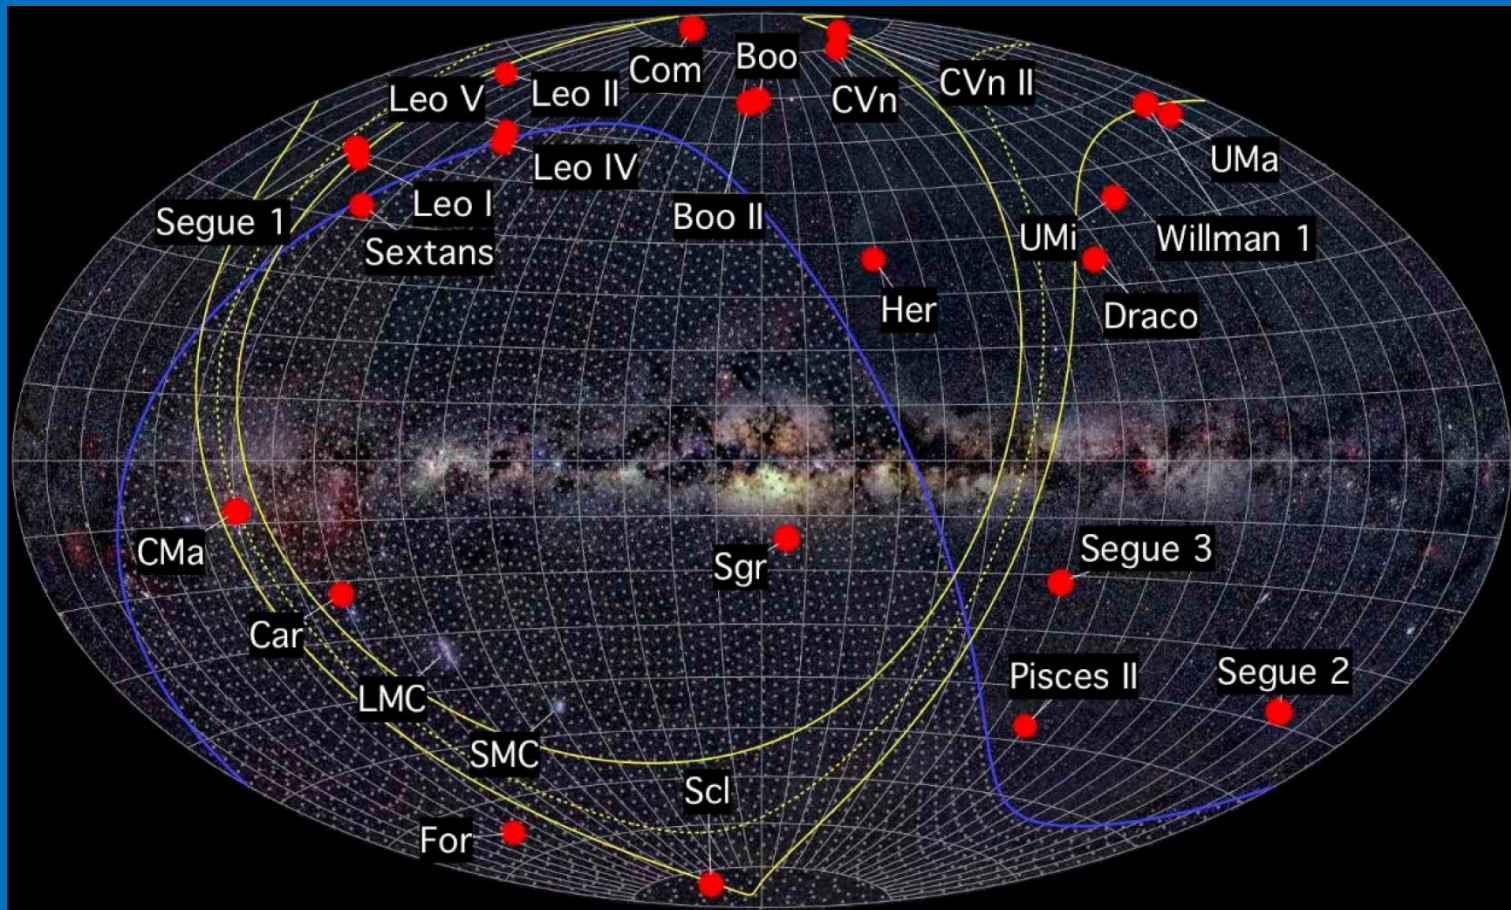 Com
Boo
CVn II
Leo V
Leo II
CVn
UMa
Leo IV
Segue 1
Leo I
Boo II
UMi
Willman 1
Sextans
Her
Draco
CMa
Sgr
Segue 3
Car
LMC
Pisces II
Segue 2
SMC
Scl
For